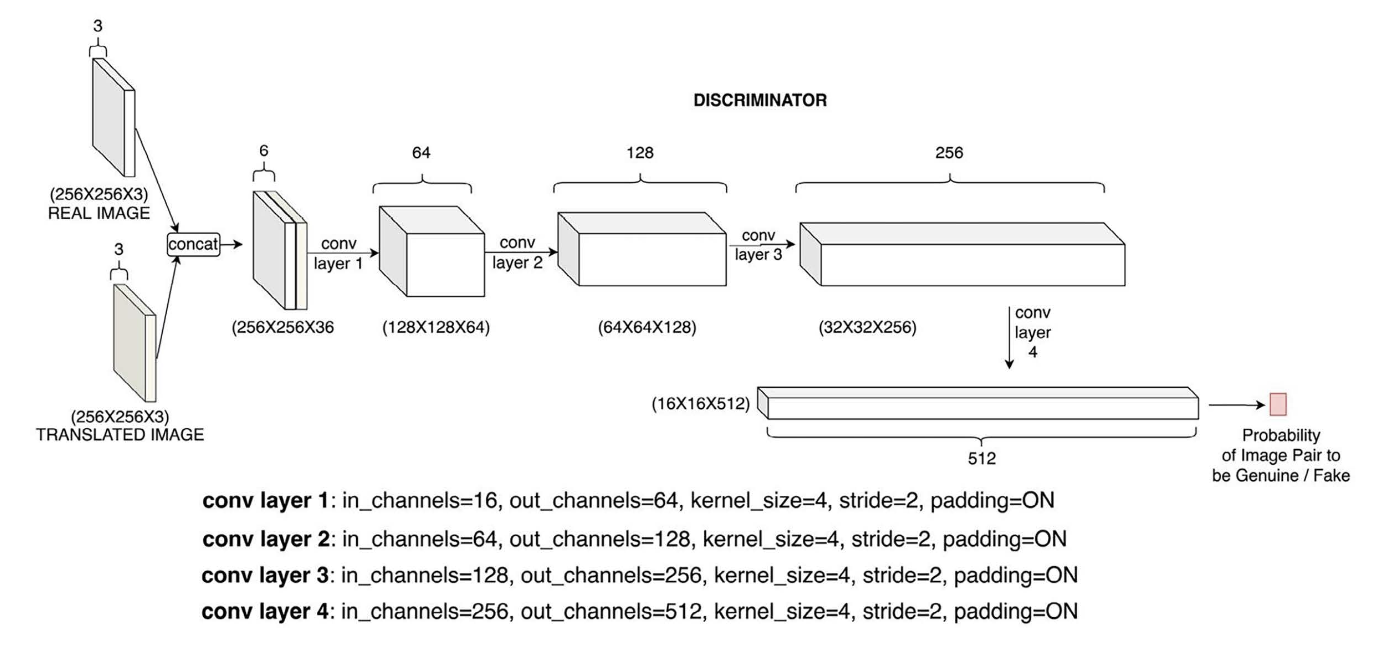 3
DISCRIMINATOR
6
64
128
256
(256X256X3)
REAL IMAGE
concat
3
conv
layer 1
conv
layer 2
conv
layer 3
(256X256X36
(128X128X64)
(64X64X128)
(32X32X256)
conv
layer
4
(256X256X3)
TRANSLATED IMAGE
(16X16X512)
512
Probability
of Image Pair to
be Genuine / Fake
conv layer 1: in_channels=16, out_channels=64, kernel_size=4, stride=2, padding=ON
conv layer 2: in_channels=64, out_channels=128, kernel_size=4, stride=2, padding=ON
conv layer 3: in_channels=128, out_channels=256, kernel_size=4, stride=2, padding=ON
conv layer 4: in_channels=256, out_channels=512, kernel_size=4, stride=2, padding=ON